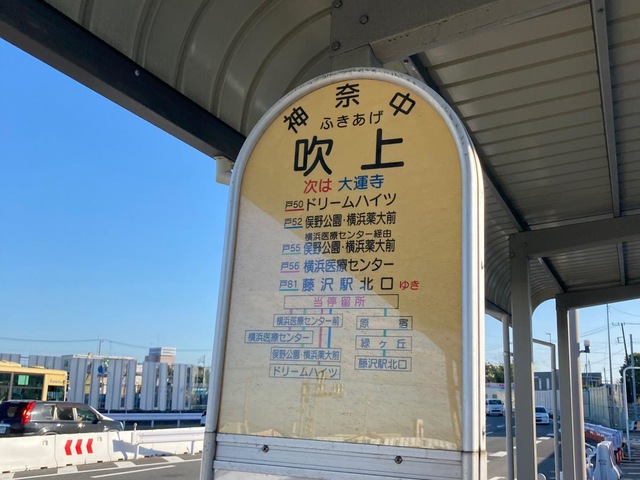 神奈中
ふきあげ
吹上
次は 大運寺
戸50 ドリームハイツ
戸52 俣野公園・横浜薬大前
横浜医療センター経由
戸55 俣野公園・横浜薬大前
戸56 横浜医療センター
戸81 藤沢駅北口 ゆき
当停留所
横浜医療センター前
横浜医療センター
俣野公園・横浜薬大前
ドリームハイツ
原宿
緑ヶ丘
藤沢駅北口